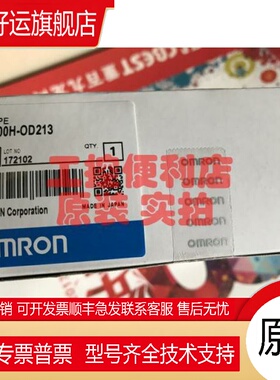 好运旗舰店
PE
00H-OD213
LOT NO
172102
QTY
1
MADE IN JAPAN
N Corporation
工控便利店
原装 实拍
OMRON
OMRON
OMRON
OMRON
OMRON
MRON
销 可开发票顺丰急发联系客服 售后无忧
专票普票 型号齐全技术支持
原